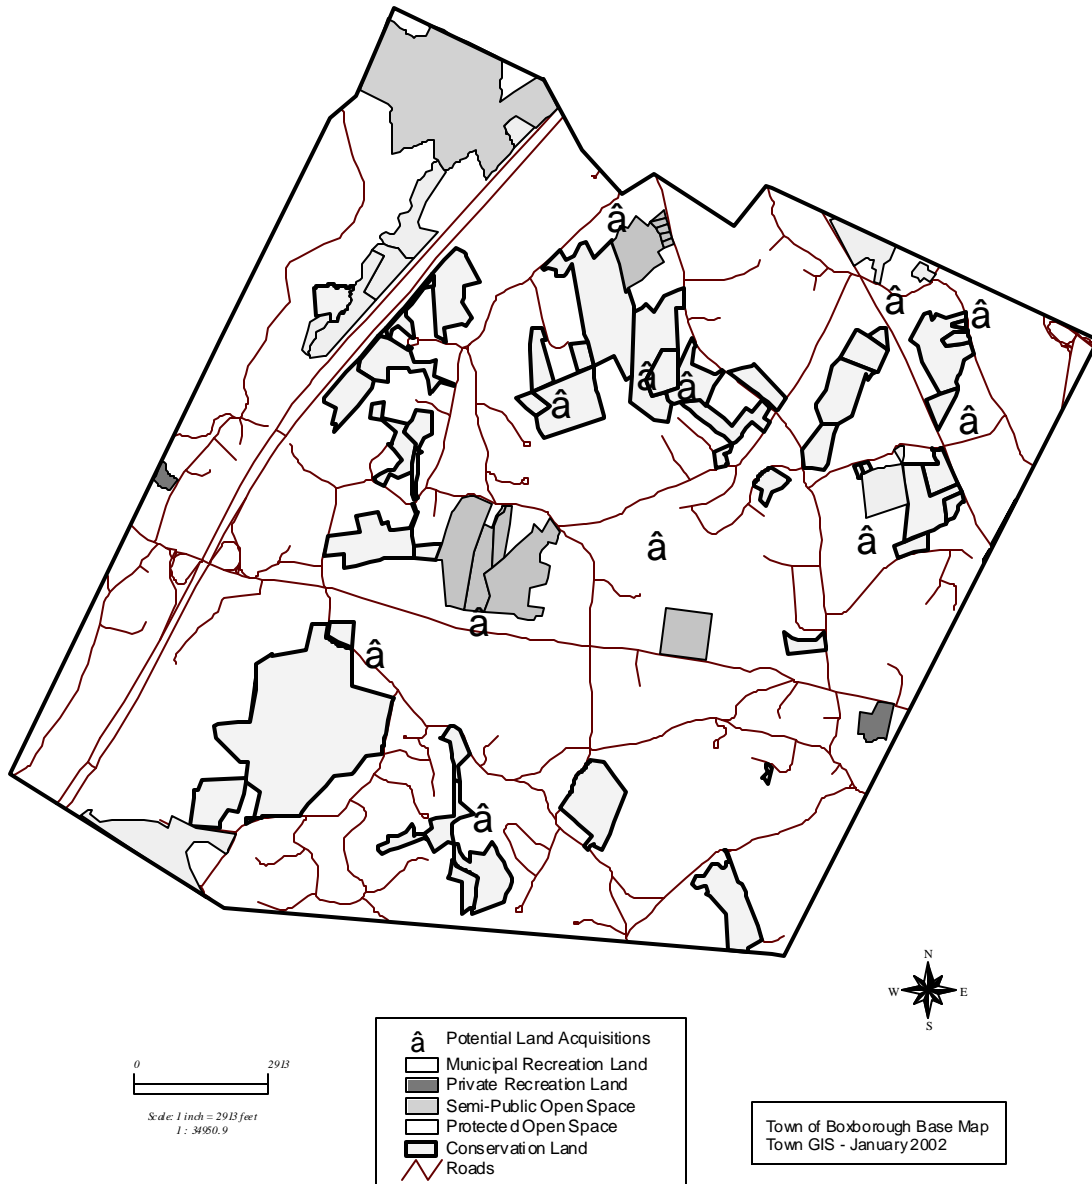 â
â
â
â
â
â
â
â
â
â
â
â
â
N
W E
S
0 2913
Scale: 1 inch = 2913 feet
1 : 34950.9
â Potential Land Acquisitions
Municipal Recreation Land
Private Recreation Land
Semi-Public Open Space
Protected Open Space
Conservation Land
Roads
Town of Boxborough Base Map
Town GIS - January 2002